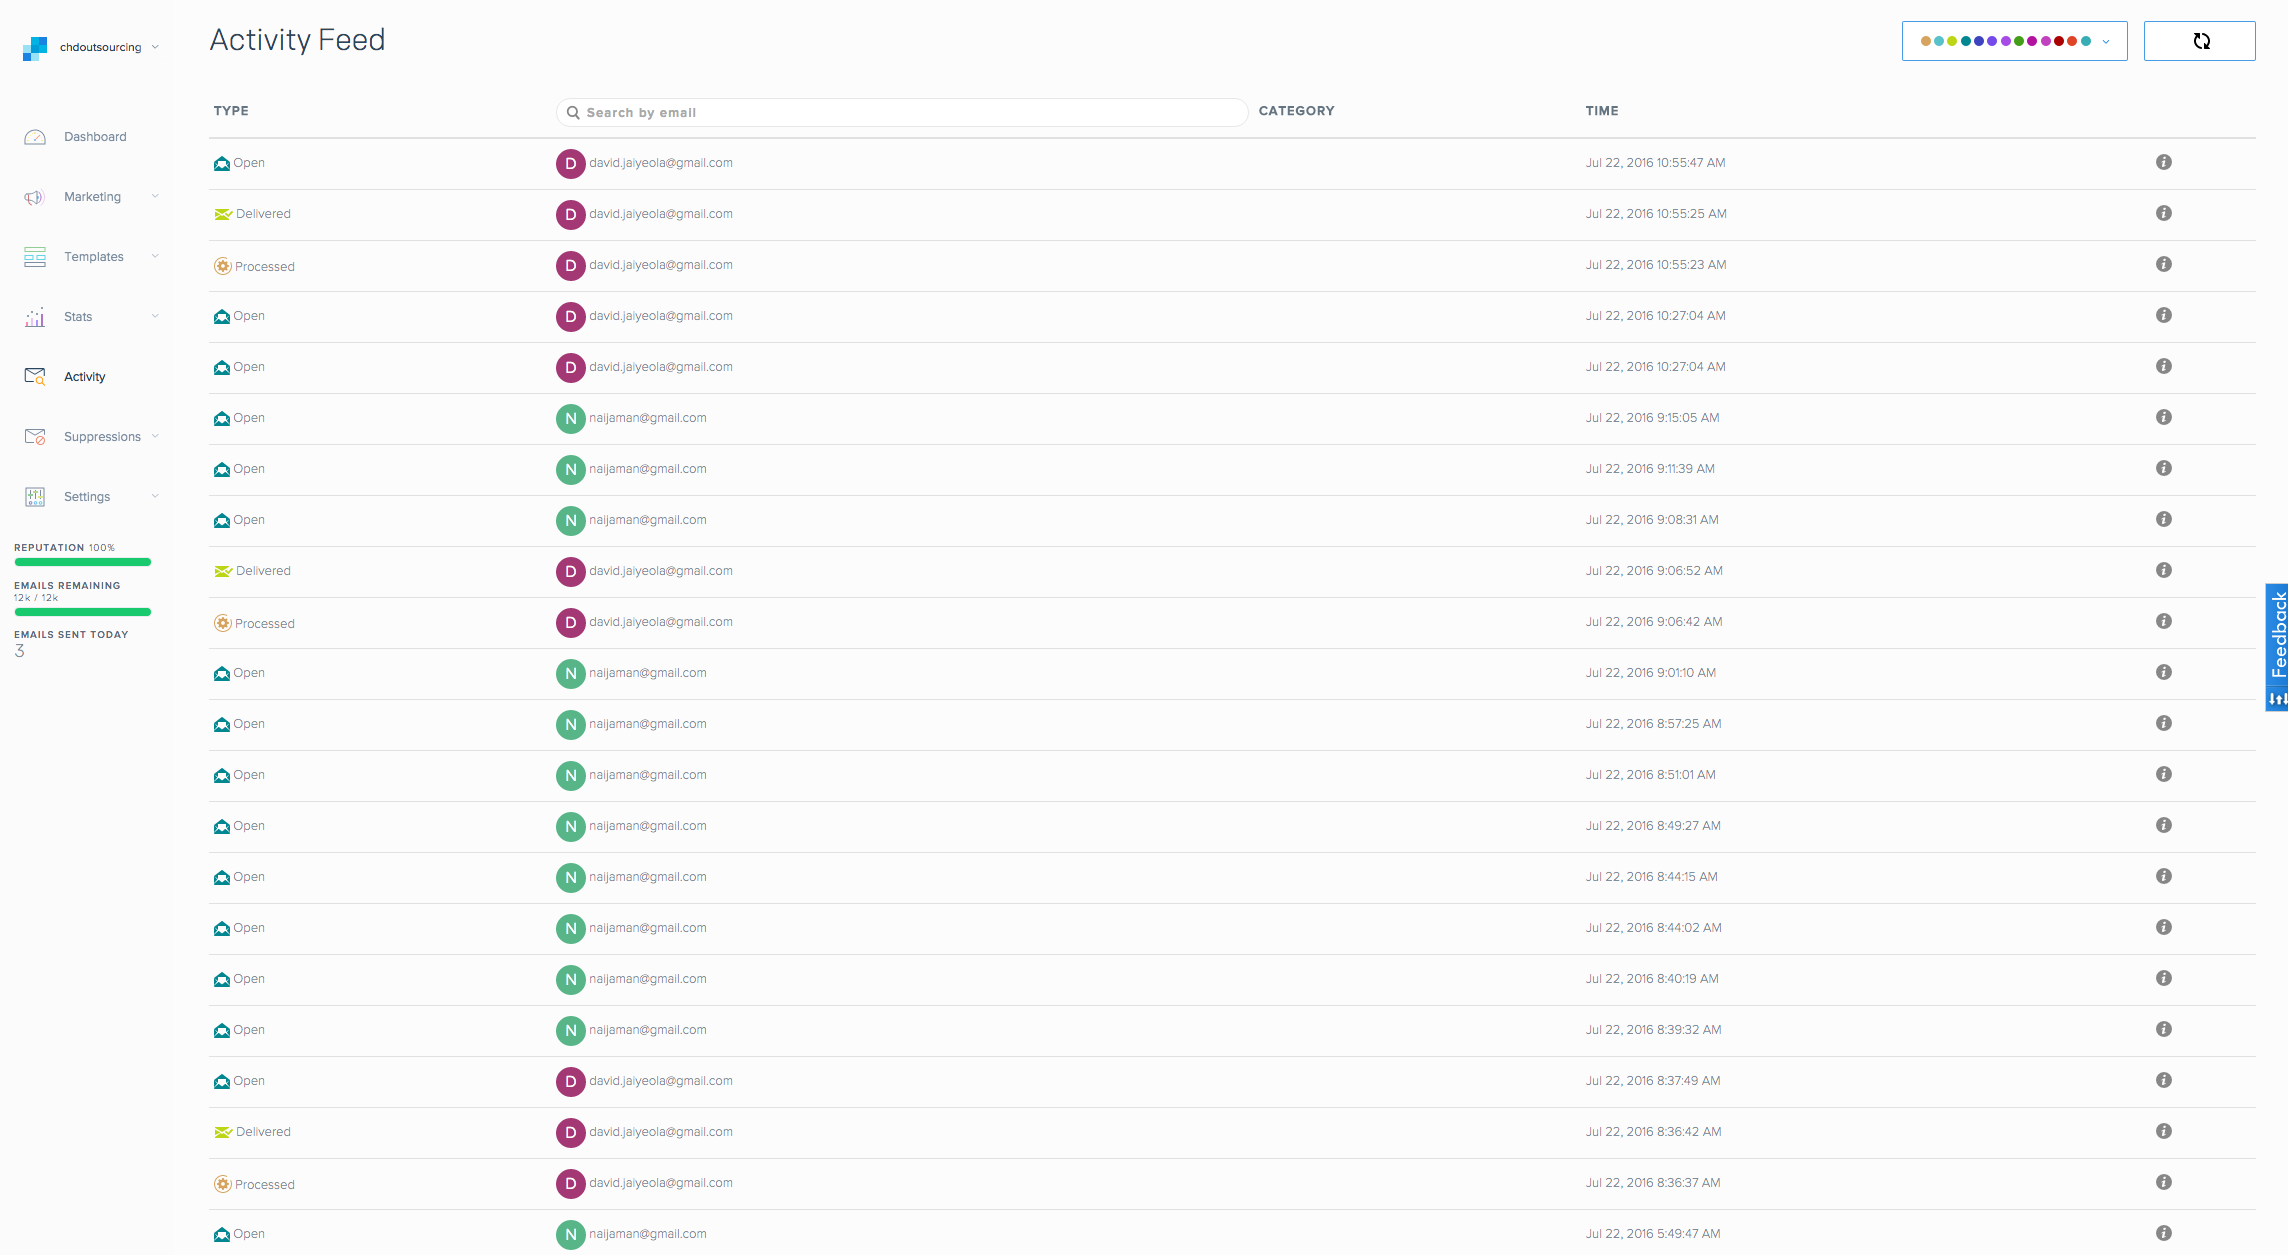 chdoutsourcing
Dashboard
Marketing
Templates
Stats
Activity
Suppressions
Settings
REPUTATION 100%
EMAILS REMAINING
12k / 12k
EMAILS SENT TODAY
3
Activity Feed
TYPE Search by email CATEGORY TIME
Open D david.jaiyeola@gmail.com Jul 22, 2016 10:55:47 AM
Delivered D david.jaiyeola@gmail.com Jul 22, 2016 10:55:25 AM
Processed D david.jaiyeola@gmail.com Jul 22, 2016 10:55:23 AM
Open D david.jaiyeola@gmail.com Jul 22, 2016 10:27:04 AM
Open D david.jaiyeola@gmail.com Jul 22, 2016 10:27:04 AM
Open N naijaman@gmail.com Jul 22, 2016 9:15:05 AM
Open N naijaman@gmail.com Jul 22, 2016 9:11:39 AM
Open N naijaman@gmail.com Jul 22, 2016 9:08:31 AM
Delivered D david.jaiyeola@gmail.com Jul 22, 2016 9:06:52 AM
Processed D david.jaiyeola@gmail.com Jul 22, 2016 9:06:42 AM
Open N naijaman@gmail.com Jul 22, 2016 9:01:10 AM
Open N naijaman@gmail.com Jul 22, 2016 8:57:25 AM
Open N naijaman@gmail.com Jul 22, 2016 8:51:01 AM
Open N naijaman@gmail.com Jul 22, 2016 8:49:27 AM
Open N naijaman@gmail.com Jul 22, 2016 8:44:15 AM
Open N naijaman@gmail.com Jul 22, 2016 8:44:02 AM
Open N naijaman@gmail.com Jul 22, 2016 8:40:19 AM
Open N naijaman@gmail.com Jul 22, 2016 8:39:32 AM
Open D david.jaiyeola@gmail.com Jul 22, 2016 8:37:49 AM
Delivered D david.jaiyeola@gmail.com Jul 22, 2016 8:36:42 AM
Processed D david.jaiyeola@gmail.com Jul 22, 2016 8:36:37 AM
Open N naijaman@gmail.com Jul 22, 2016 5:49:47 AM
Feedback